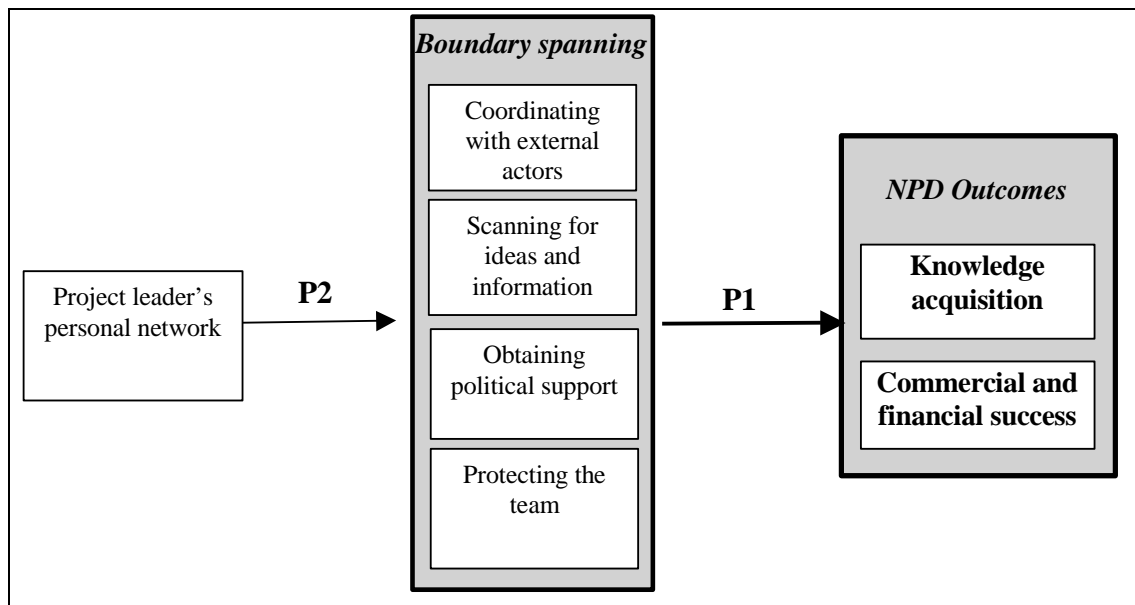 Project leader’s
personal network
P2
Boundary spanning
Coordinating
with external
actors
Scanning for
ideas and
information
Obtaining
political support
Protecting the
team
P1
NPD Outcomes
Knowledge
acquisition
Commercial and
financial success